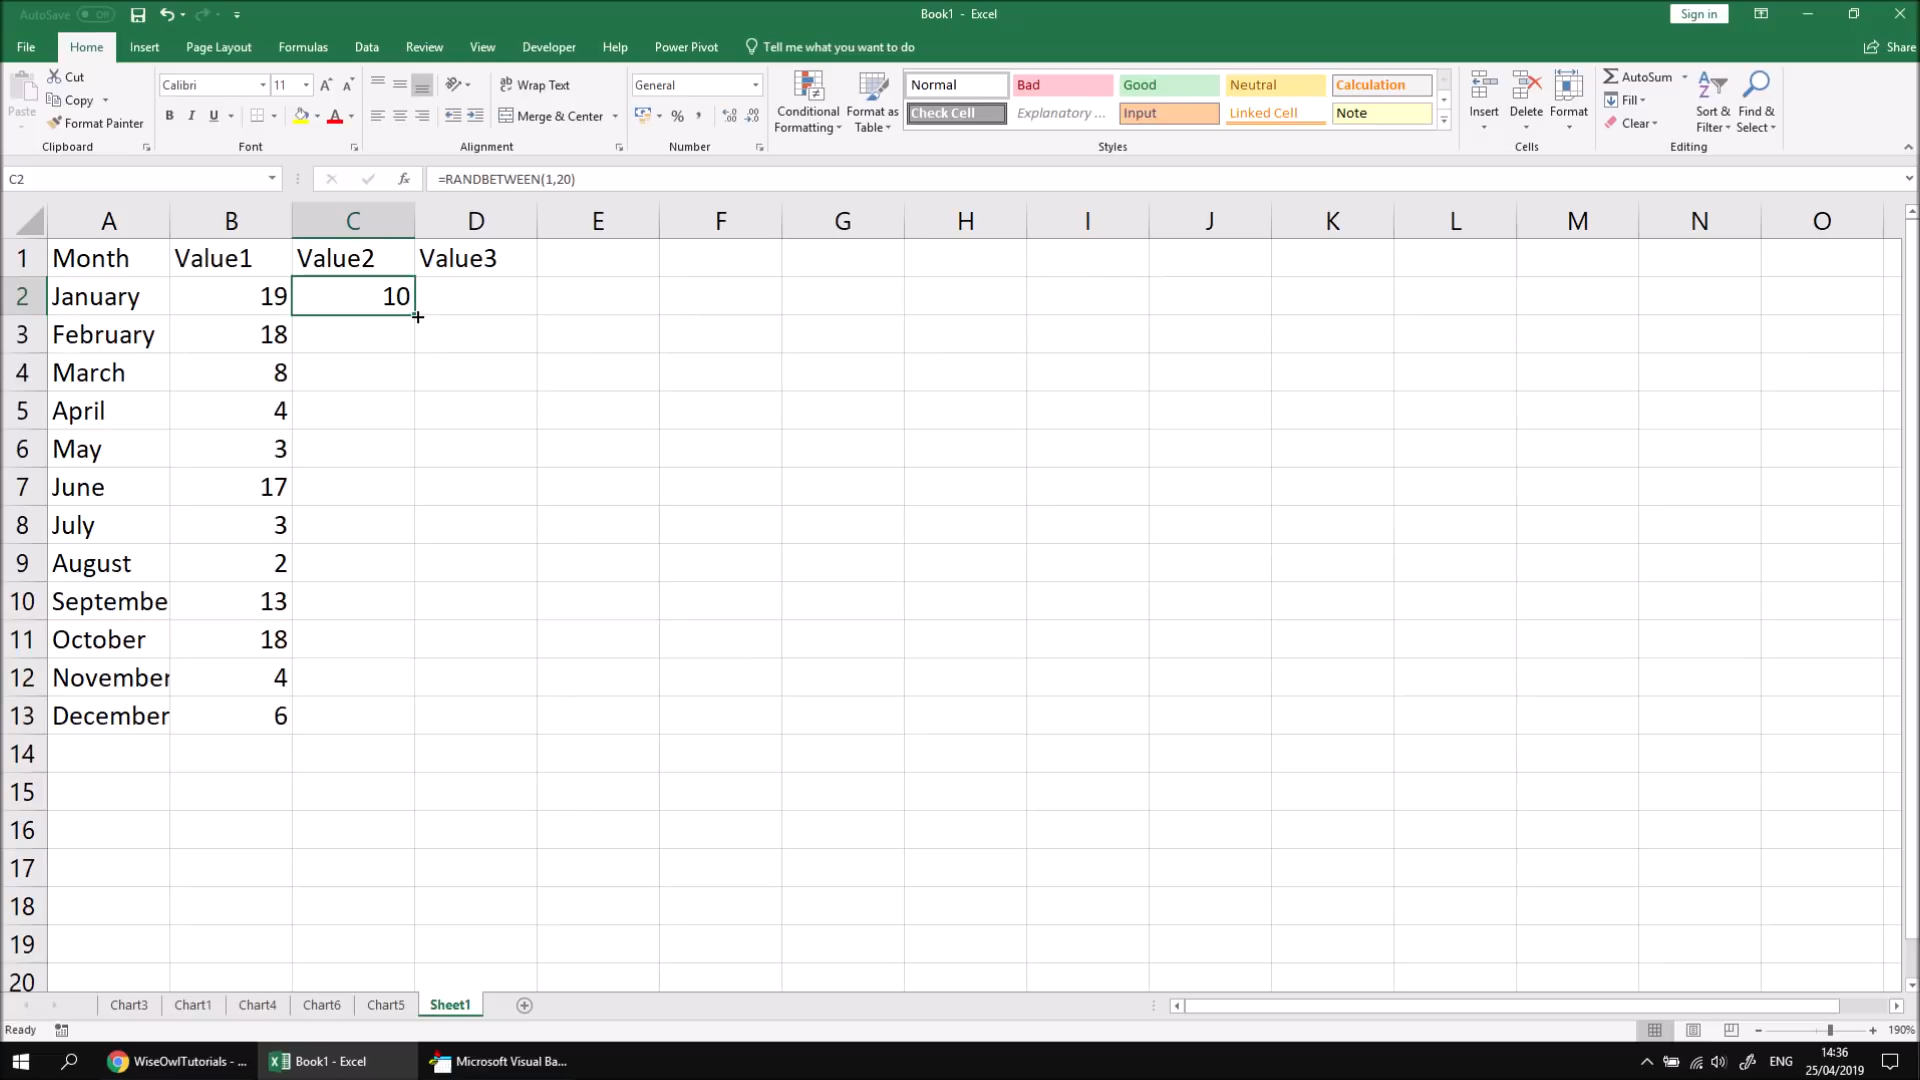 AutoSave Off
Book1 - Excel
Sign in
File Home Insert Page Layout Formulas Data Review View Developer Help Power Pivot Tell me what you want to do Share
Paste
Cut
Copy
Format Painter
Clipboard
Calibri 11
B I U
Font
Wrap Text
Merge & Center
Alignment
General
%
Number
Conditional Formatting
Format as Table
Normal Bad Good Neutral Calculation
Check Cell Explanatory ... Input Linked Cell Note
Styles
Insert Delete Format
Cells
AutoSum
Fill
Clear
Sort & Filter
Find & Select
Editing
C2 fx =RANDBETWEEN(1,20)
A B C D E F G H I J K L M N O
1 Month Value1 Value2 Value3
2 January 19 10
3 February 18
4 March 8
5 April 4
6 May 3
7 June 17
8 July 3
9 August 2
10 Septembe 13
11 October 18
12 November 4
13 December 6
14
15
16
17
18
19
20
Chart3 Chart1 Chart4 Chart6 Chart5 Sheet1
Ready 190%
WiseOwlTutorials - ... Book1 - Excel Microsoft Visual Ba... ENG 14:36
25/04/2019